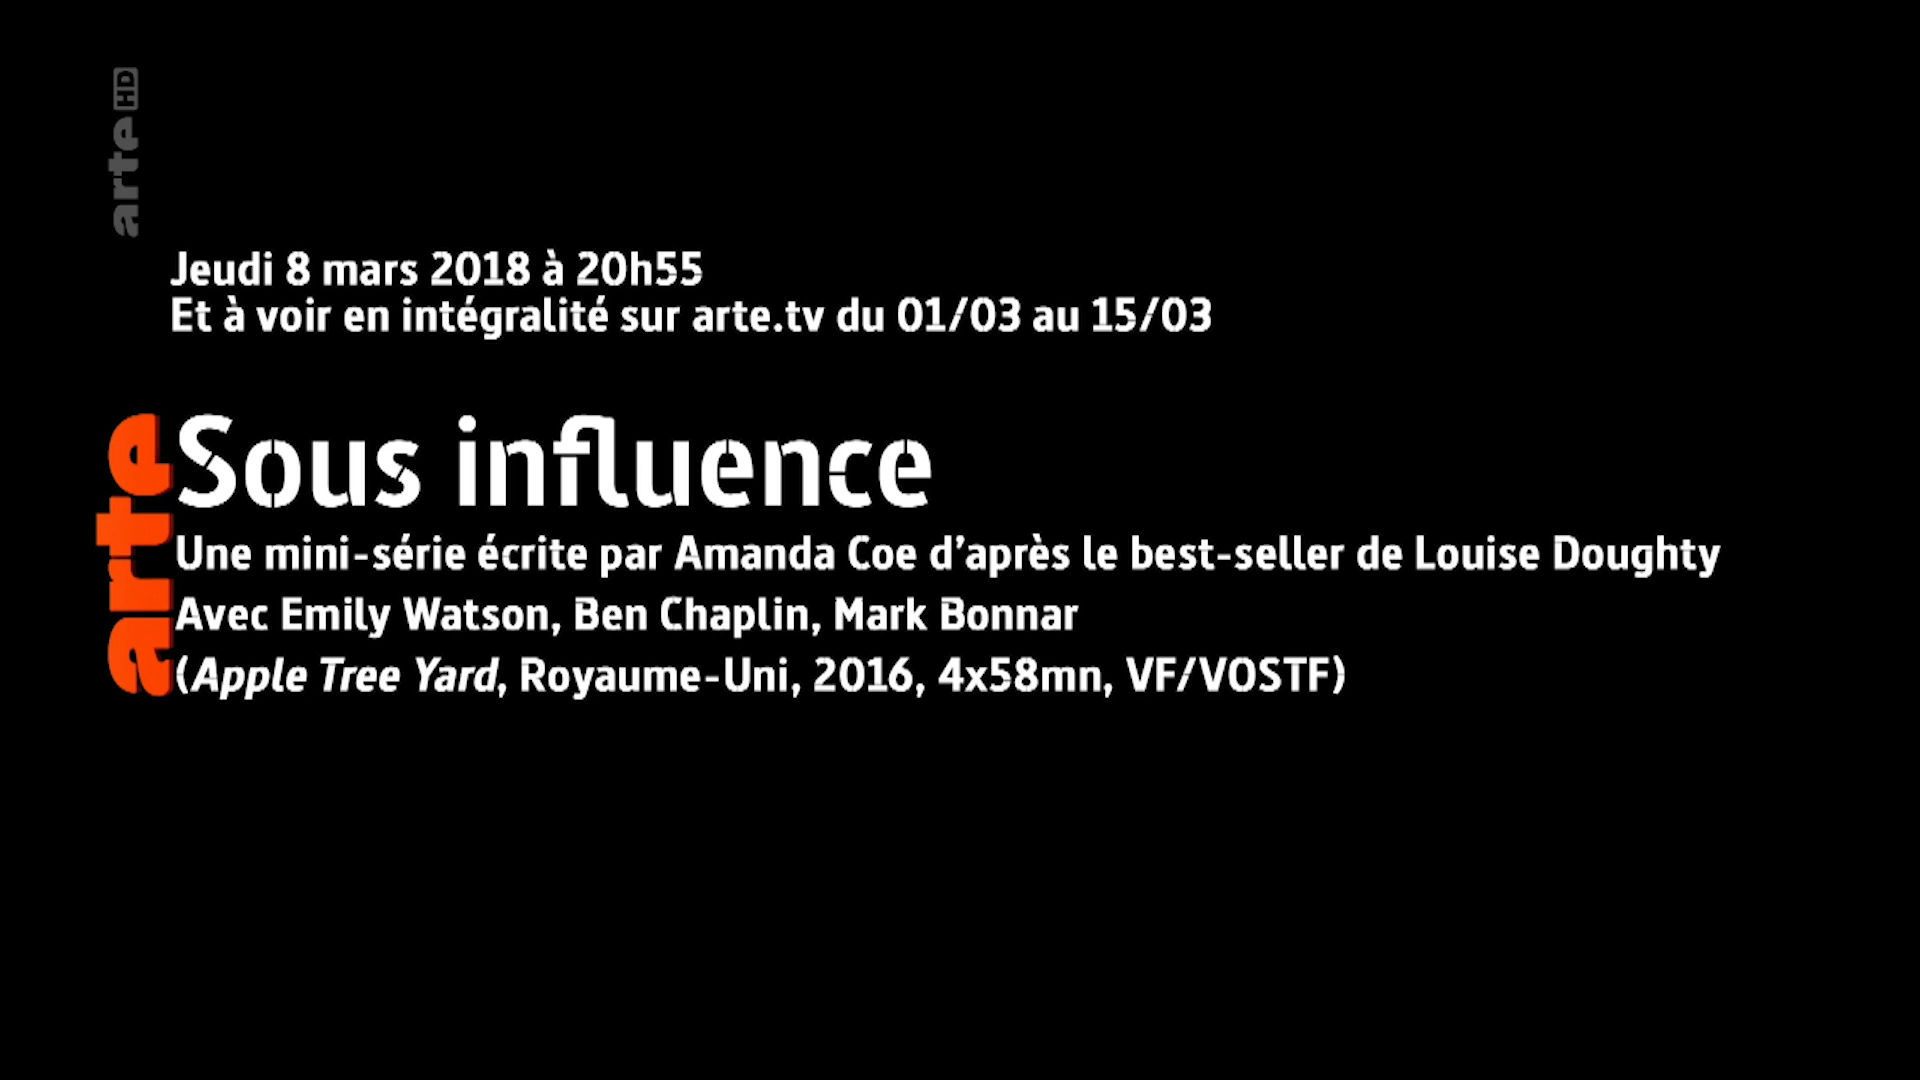 arte HD
Jeudi 8 mars 2018 à 20h55
Et à voir en intégralité sur arte.tv du 01/03 au 15/03
arte
Sous influence
Une mini-série écrite par Amanda Coe d’après le best-seller de Louise Doughty
Avec Emily Watson, Ben Chaplin, Mark Bonnar
(Apple Tree Yard, Royaume-Uni, 2016, 4x58mn, VF/VOSTF)